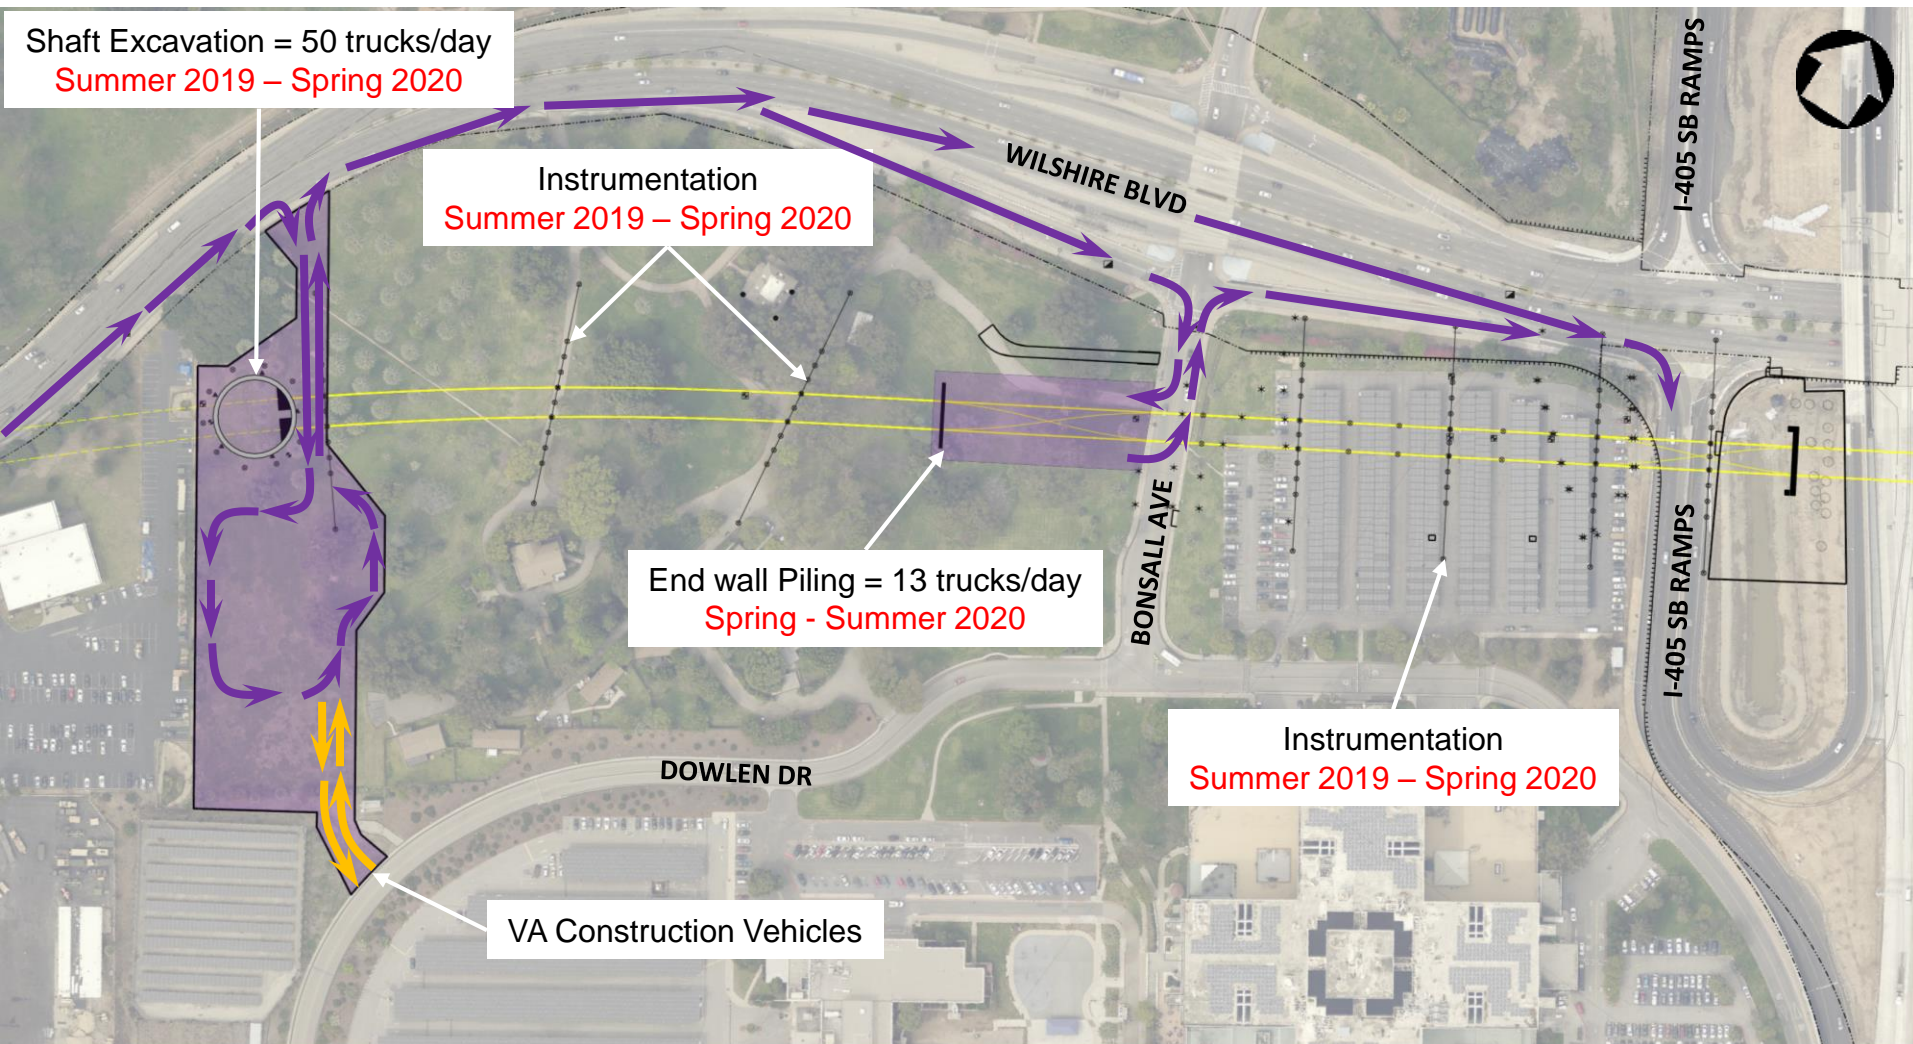 Shaft Excavation = 50 trucks/day
Summer 2019 – Spring 2020
Instrumentation
Summer 2019 – Spring 2020
WILSHIRE BLVD
I-405 SB RAMPS
End wall Piling = 13 trucks/day
Spring - Summer 2020
BONSALL AVE
I-405 SB RAMPS
Instrumentation
Summer 2019 – Spring 2020
DOWLEN DR
VA Construction Vehicles